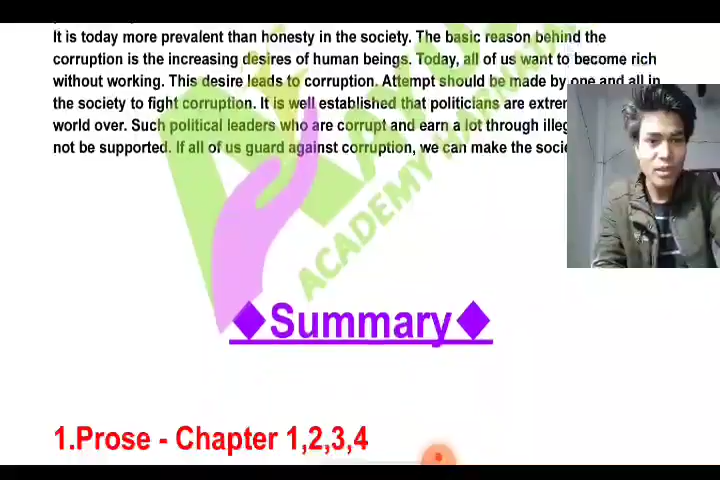 It is today more prevalent than honesty in the society. The basic reason behind the
corruption is the increasing desires of human beings. Today, all of us want to become rich
without working. This desire leads to corruption. Attempt should be made by one and all in
the society to fight corruption. It is well established that politicians are
world over. Such political leaders who are corrupt and earn a lot through
not be supported. If all of us guard against corruption, we can make the
ACADEMY
◆Summary◆
1.Prose - Chapter 1,2,3,4